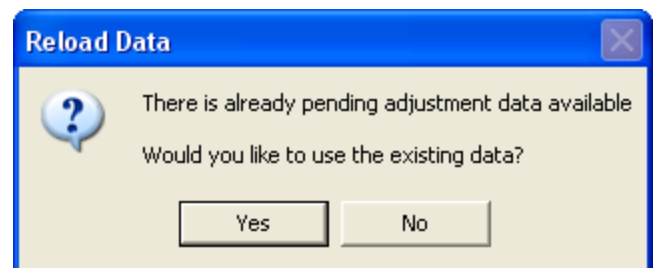 Reload Data
There is already pending adjustment data available
Would you like to use the existing data?
Yes No